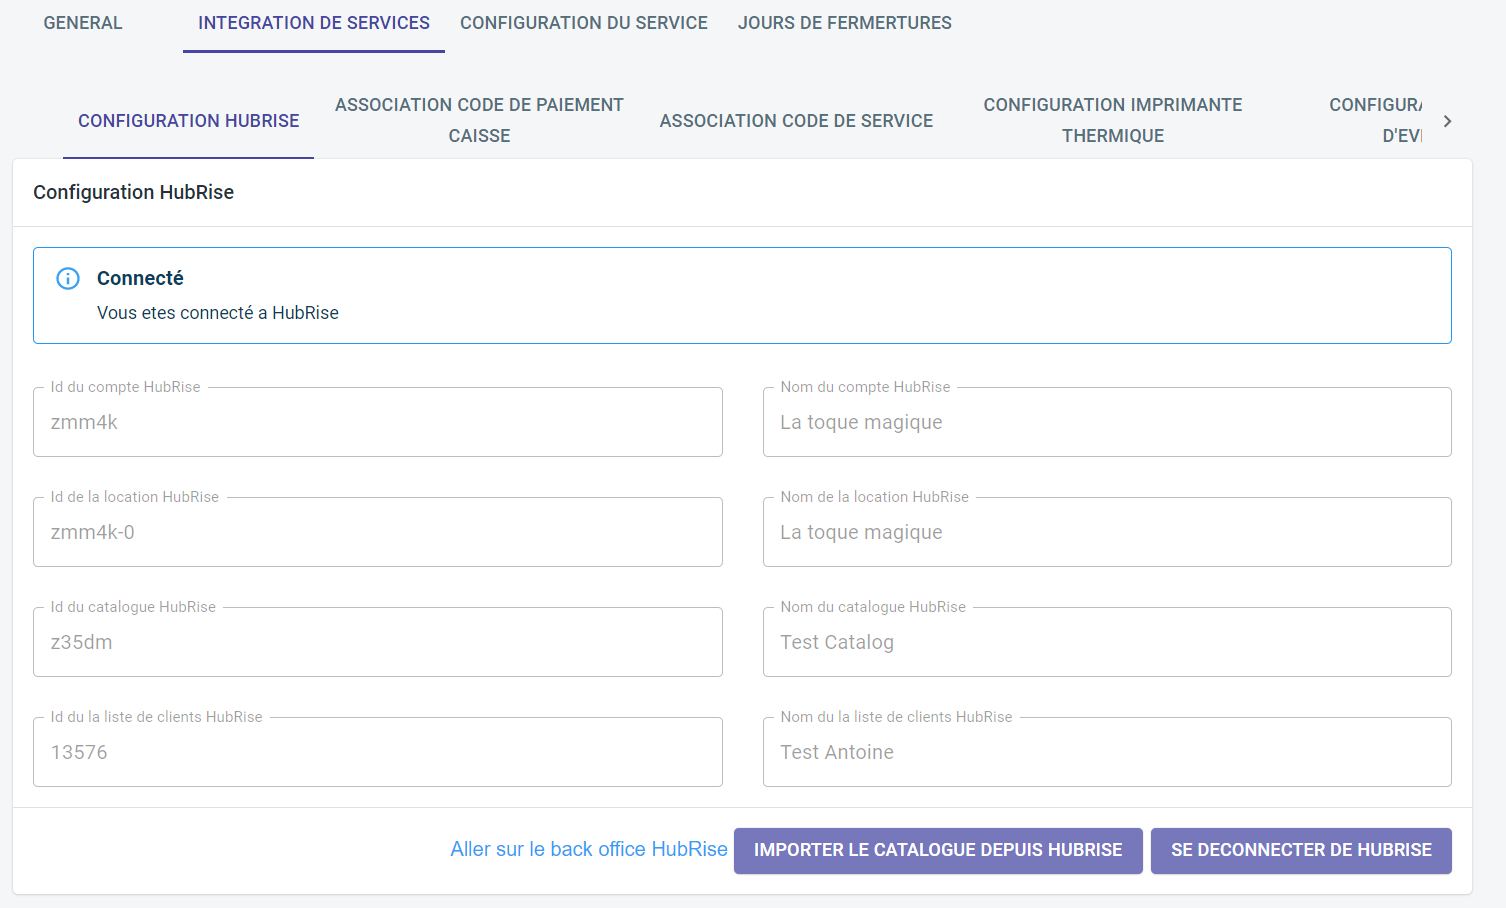 GENERAL
INTEGRATION DE SERVICES
CONFIGURATION DU SERVICE
JOURS DE FERMETURES
CONFIGURATION HUBRISE
ASSOCIATION CODE DE PAIEMENT
CAISSE
ASSOCIATION CODE DE SERVICE
CONFIGURATION IMPRIMANTE
THERMIQUE
Configuration HubRise
Connecté
Vous etes connecté a HubRise
Id du compte HubRise
zmm4k
Nom du compte HubRise
La toque magique
Id de la location HubRise
zmm4k-0
Nom de la location HubRise
La toque magique
Id du catalogue HubRise
z35dm
Nom du catalogue HubRise
Test Catalog
Id du la liste de clients HubRise
13576
Nom du la liste de clients HubRise
Test Antoine
Aller sur le back office HubRise
IMPORTER LE CATALOGUE DEPUIS HUBRISE
SE DECONNECTER DE HUBRISE